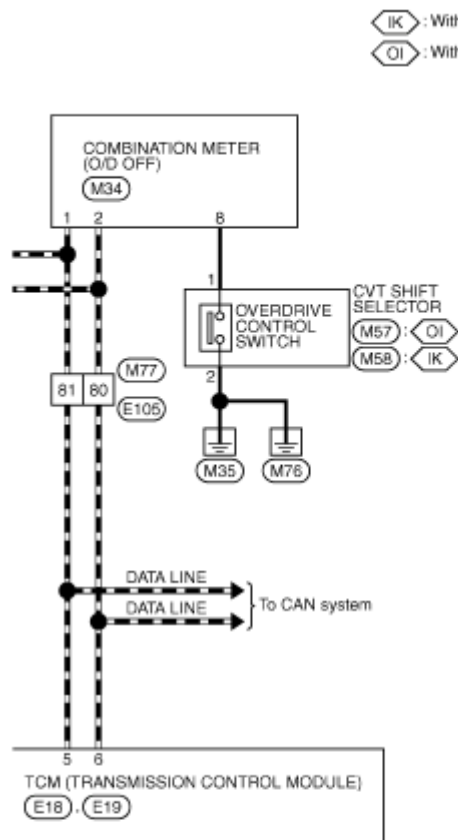 IK : With
OI : With
COMBINATION METER
(O/D OFF)
M34
1 2 8
1
OVERDRIVE
CONTROL
SWITCH
CVT SHIFT
SELECTOR
M57 : OI
M58 : IK
2
M77
81 80
E105
M35 M76
DATA LINE
DATA LINE
To CAN system
5 6
TCM (TRANSMISSION CONTROL MODULE)
E18 , E19